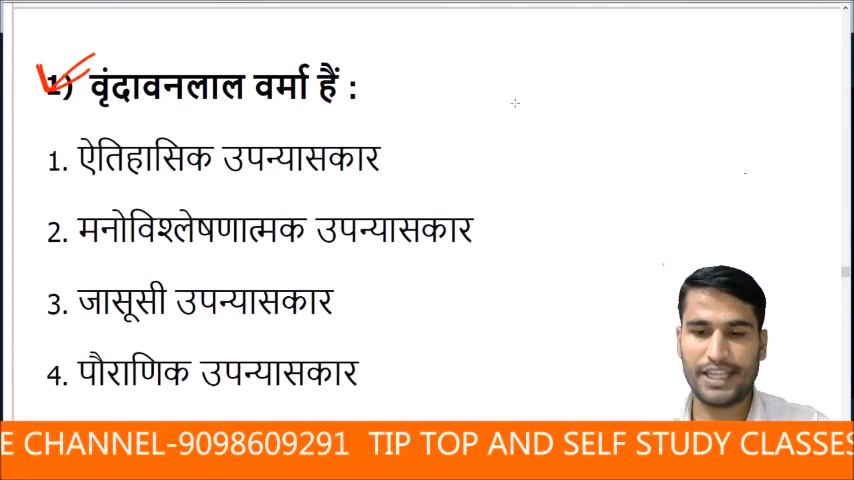 1) वृंदावनलाल वर्मा हैं :
1. ऐतिहासिक उपन्यासकार
2. मनोविश्लेषणात्मक उपन्यासकार
3. जासूसी उपन्यासकार
4. पौराणिक उपन्यासकार
E CHANNEL-9098609291 TIP TOP AND SELF STUDY CLASSES